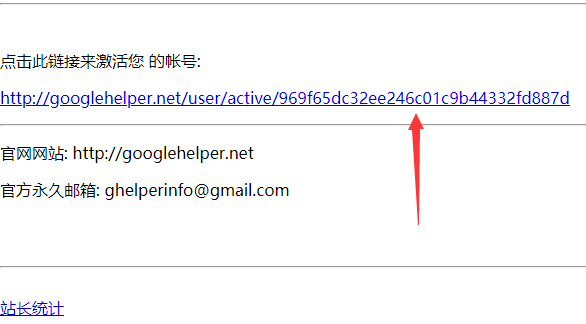 点击此链接来激活您 的帐号:
http://googlehelper.net/user/active/969f65dc32ee246c01c9b44332fd887d
官网网站: http://googlehelper.net
官方永久邮箱: ghelperinfo@gmail.com
站长统计